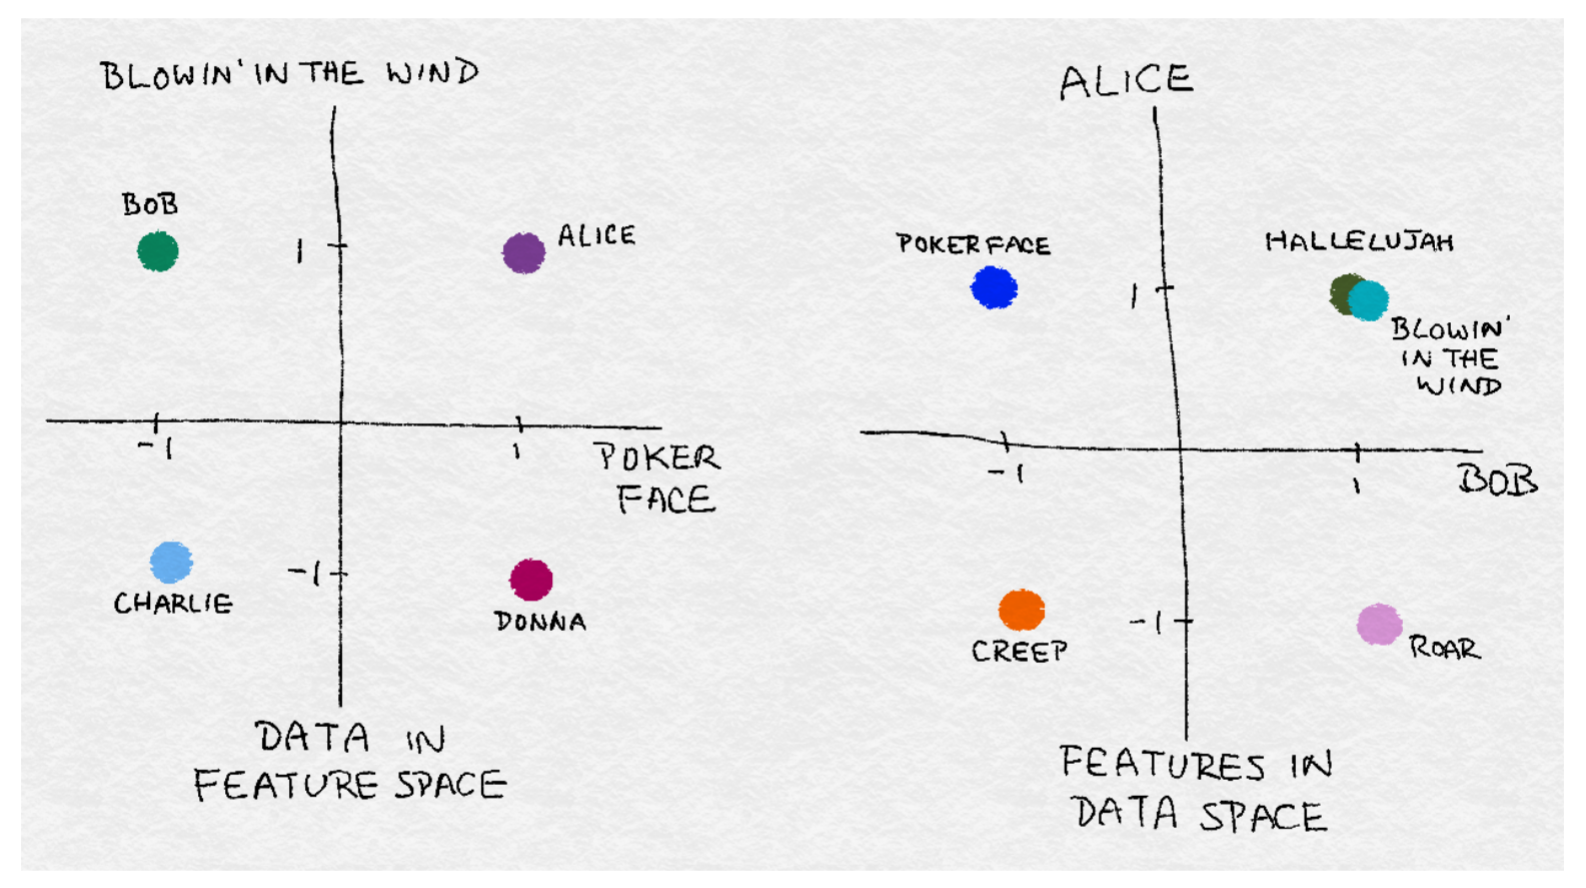 BLOWIN' IN THE WIND
BOB
ALICE
1
-1
1
POKER
FACE
-1
CHARLIE
DONNA
DATA IN
FEATURE SPACE
ALICE
POKER FACE
HALLELUJAH
1
BLOWIN'
IN THE
WIND
-1
1
BOB
-1
CREEP
ROAR
FEATURES IN
DATA SPACE